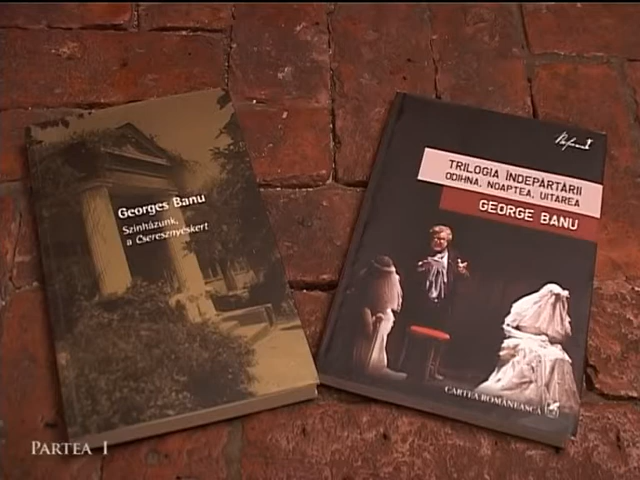 Georges Banu
Színházunk,
a Cseresznyéskert
TRILOGIA ÎNDEPĂRTĂRII
ODIHNA, NOAPTEA, UITAREA
GEORGE BANU
CARTEA ROMÂNEASCĂ
PARTEA I